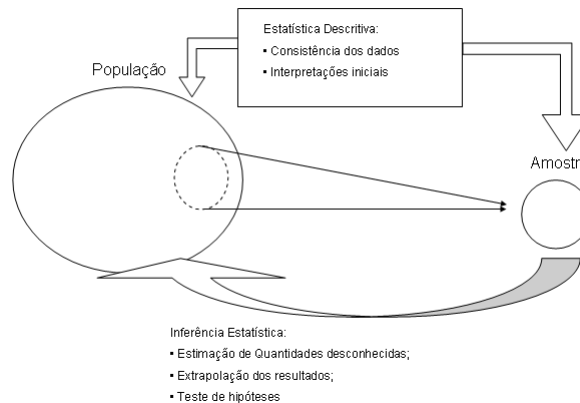 Estatística Descritiva:
▪ Consistência dos dados
▪ Interpretações iniciais
População
Amostr
Inferência Estatística:
▪ Estimação de Quantidades desconhecidas;
▪ Extrapolação dos resultados;
▪ Teste de hipóteses